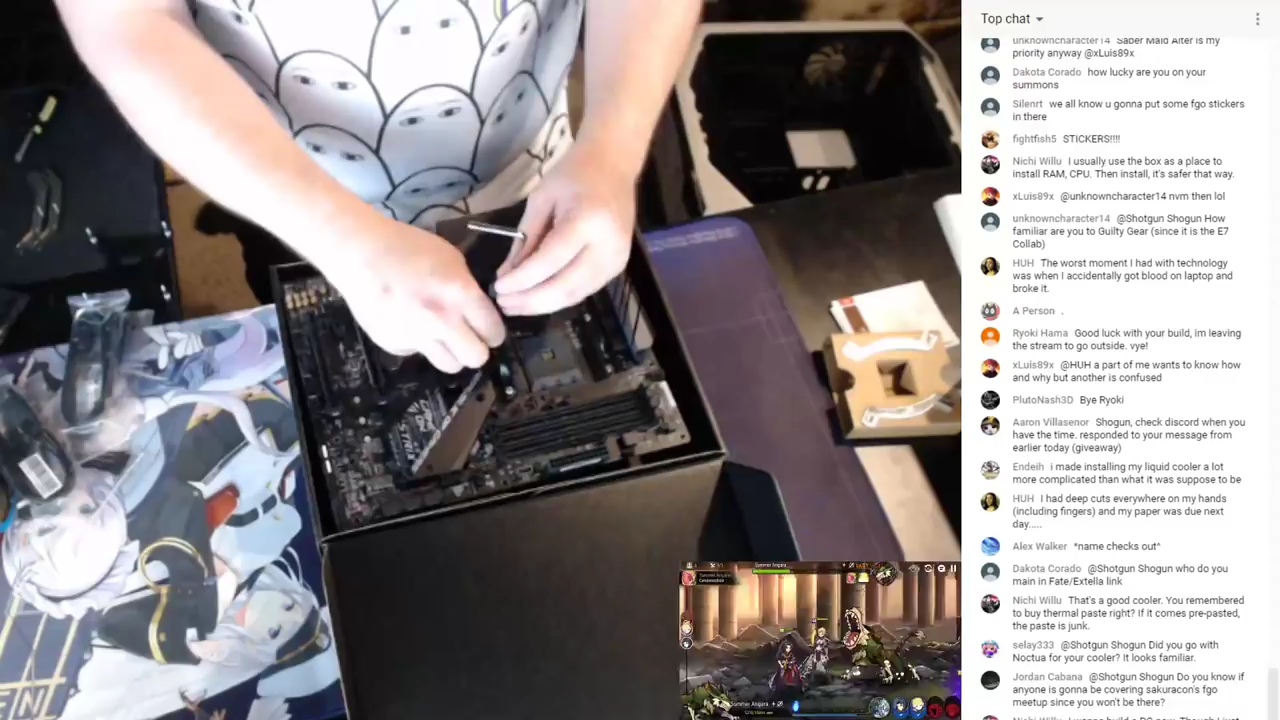 Top chat
unknowncharacter14 Saber Maid Alter is my
priority anyway @xLuis89x
Dakota Corado how lucky are you on your
summons
Silenrt we all know u gonna put some fgo stickers
in there
fightfish5 STICKERS!!!!
Nichi Willu I usually use the box as a place to
install RAM, CPU. Then install, it's safer that way.
xLuis89x @unknowncharacter14 nvm then lol
unknowncharacter14 @Shotgun Shogun How
familiar are you to Guilty Gear (since it is the E7
Collab)
HUH The worst moment I had with technology
was when I accidentally got blood on laptop and
broke it.
A Person .
Ryoki Hama Good luck with your build, im leaving
the stream to go outside. vye!
xLuis89x @HUH a part of me wants to know how
and why but another is confused
PlutoNash3D Bye Ryoki
Aaron Villasenor Shogun, check discord when you
have the time. responded to your message from
earlier today (giveaway)
Endeih i made installing my liquid cooler a lot
more complicated than what it was suppose to be
HUH I had deep cuts everywhere on my hands
(including fingers) and my paper was due next
day.....
Alex Walker *name checks out*
Dakota Corado @Shotgun Shogun who do you
main in Fate/Extella link
Nichi Willu That's a good cooler. You remembered
to buy thermal paste right? If it comes pre-pasted,
the paste is junk.
selay333 @Shotgun Shogun Did you go with
Noctua for your cooler? It looks familiar.
Jordan Cabana @Shotgun Shogun Do you know if
anyone is gonna be covering sakuracon's fgo
meetup since you won't be there?
STRIX
Summer Angara
Summer Angara